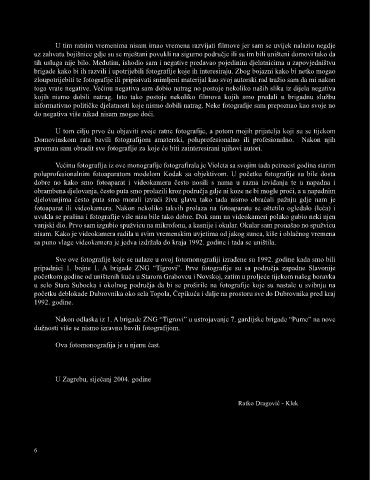 U tim ratnim vremenima nisam imao vremena razvijati filmove jer sam se uvijek nalazio negdje
uz zahvatu bojišnice gdje su se mještani povukli na sigurno područje ili su im bili uništeni domovi tako da
tih usluga nije bilo. Međutim, ishodio sam i negative predavao pojedinim djelatnicima u zapovjedništvu
brigade kako bi ih razvili i upotrijebili fotografije koje ih interesiraju. Zbog bojazni kako bi netko mogao
zloupotrijebiti te fotografije ili pripisivati snimljeni materijal kao svoj autorski rad tražio sam da mi nakon
toga vrate negative. Većinu negativa sam dobio natrag no postoje nekoliko naših slika iz dijela negativa
kojih nismo dobili natrag. Isto tako postoje nekoliko filmova kojih smo predali u brigadnu službu
informativno političke djelatnosti koje nismo dobili natrag. Neke fotografije sam prepoznao kao svoje no
do negativa više nikad nisam mogao doći.
U tom cilju prvo ću objaviti svoje ratne fotografije, a potom mojih prijatelja koji su se tijekom
Domovinskom rata bavili fotografijom amaterski, poluprofesionalno ili profesionalno. Nakon njih
spreman sam obraditi sve fotografije za koje će biti zainteresirani njihovi autori.
Većinu fotografija iz ove monografije fotografirala je Violeta sa svojim tada petnaest godina starim
poluprofesionalnim fotoaparatom modelom Kodak sa objektivom. U početku fotografije su bile dosta
dobre no kako smo fotoaparat i videokameru često nosili s nama u razna izviđanja te u napadna i
obrambena djelovanja, često puta smo prolazili kroz područja gdje ni koze ne bi mogle proći, a u napadnim
djelovanjima često puta smo morali izvući živu glavu tako tada nismo obraćali pažnju gdje nam je
fotoaparat ili videokamera. Nakon nekoliko takvih prolaza na fotoaparatu se oštetilo ogledalo (leća) i
uvukla se prašina i fotografije više nisu bile tako dobre. Dok sam na videokameri polako gubio neki njen
vanjski dio. Prvo sam izgubio spužvicu na mikrofonu, a kasnije i okular. Okular sam pronašao no spužvicu
nisam. Kako je videokamera radila u svim vremenskim uvjetima od jakog sunca, kiše i oblačnog vremena
sa puno vlage videokamera je jedva izdržala do kraja 1992. godine i tada se uništila.
Sve ove fotografije koje se nalaze u ovoj fotomonografiji izrađene su 1992. godine kada smo bili
pripadnici 1. bojne 1. A brigade ZNG “Tigrovi”. Prve fotografije su sa područja zapadne Slavonije
početkom godine od uništenih kuća u Starom Grabovcu i Novskoj, zatim u proljeće tijekom našeg boravka
u selo Stara Subocka i okolnog područja da bi se proširile na fotografije koje su nastale u svibnju na
početku deblokade Dubrovnika oko sela Topola, Čepikuća i dalje na prostoru sve do Dubrovnika pred kraj
1992. godine.
Nakon odlaska iz 1. A brigade ZNG “Tigrovi” u ustrojavanje 7. gardijske brigade “Pume” na nove
dužnosti više se nismo izravno bavili fotografijom.
Ova fotomonografija je u njenu čast.
U Zagrebu, siječanj 2004. godine
Ratko Dragović - Klek
6